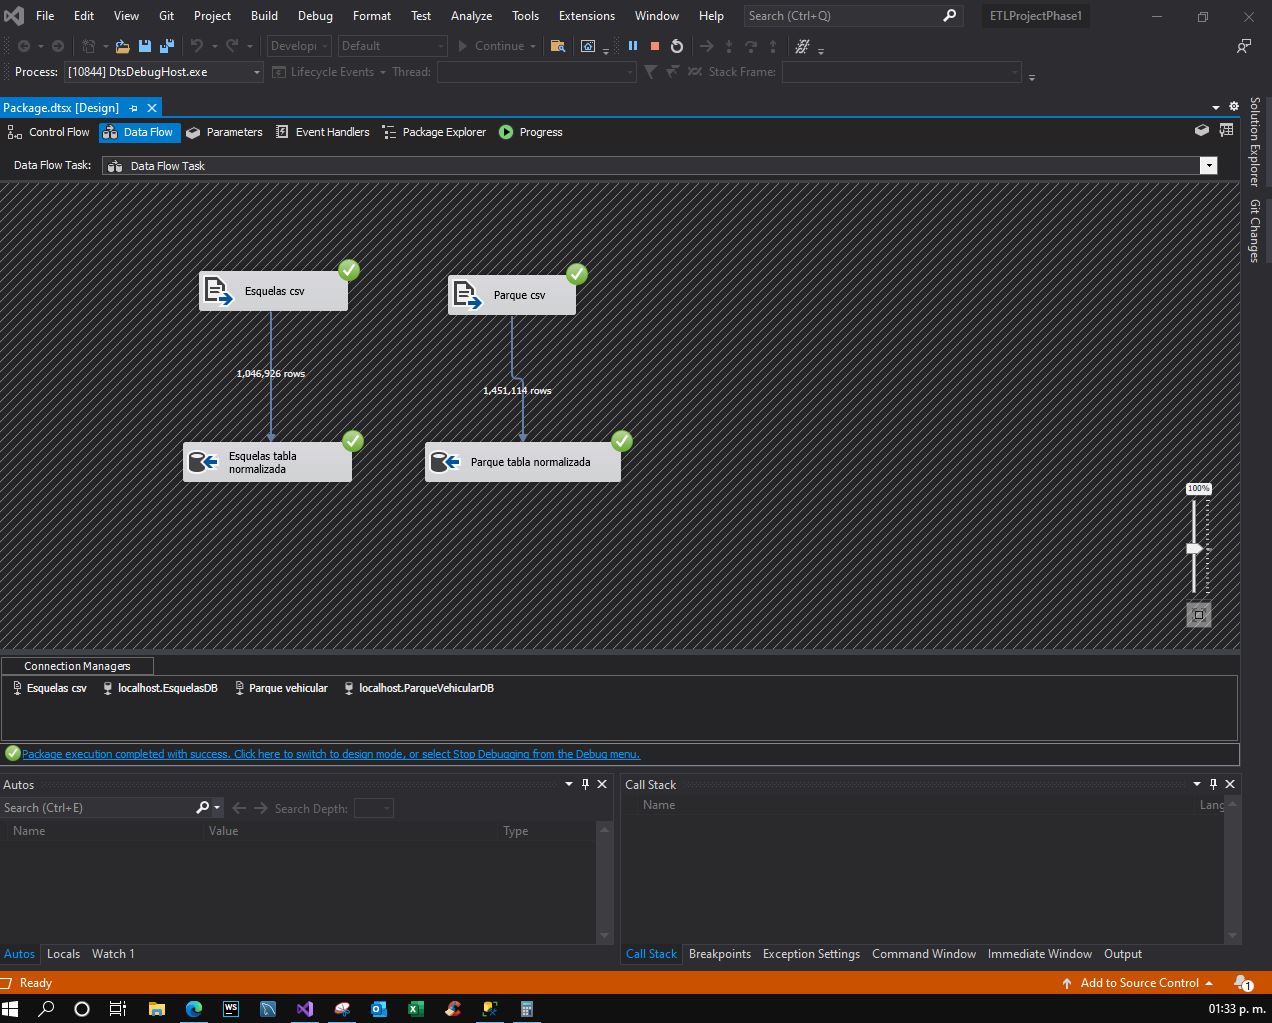 File Edit View Git Project Build Debug Format Test Analyze Tools Extensions Window Help Search (Ctrl+Q) ETLProjectPhase1
Developi Default Continue
Process: [10844] DtsDebugHost.exe Lifecycle Events Thread: Stack Frame:
Package.dtsx [Design]
Control Flow Data Flow Parameters Event Handlers Package Explorer Progress
Data Flow Task: Data Flow Task
Solution Explorer
Git Changes
Esquelas csv
Parque csv
1,046,926 rows
1,451,114 rows
Esquelas tabla
normalizada
Parque tabla normalizada
100%
Connection Managers
Esquelas csv localhost.EsquelasDB Parque vehicular localhost.ParqueVehicularDB
Package execution completed with success. Click here to switch to design mode, or select Stop Debugging from the Debug menu.
Autos
Search (Ctrl+E) Search Depth:
Name Value Type
Autos Locals Watch 1
Call Stack
Name Lang
Call Stack Breakpoints Exception Settings Command Window Immediate Window Output
Ready Add to Source Control 1
WS
01:33 p. m.